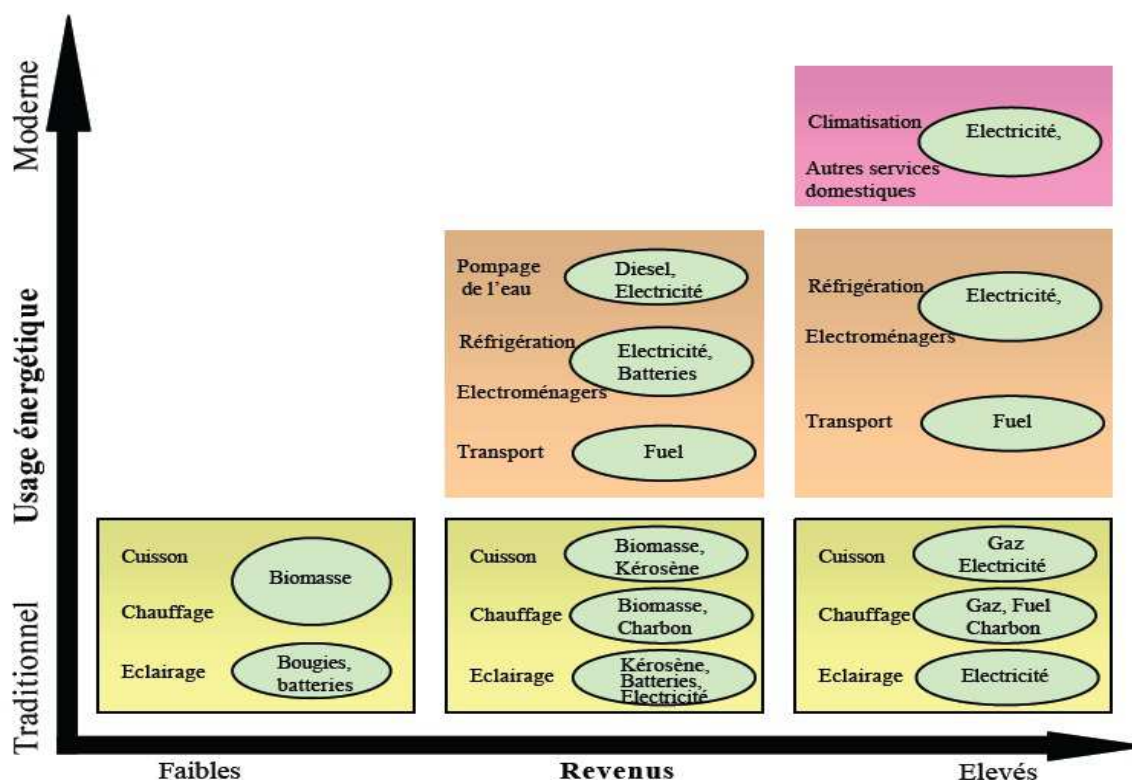 Moderne
Usage énergétique
Traditionnel
Climatisation
Electricité,
Autres services
domestiques
Pompage
de l'eau
Diesel,
Electricité
Réfrigération
Electricité,
Batteries
Electroménagers
Transport
Fuel
Réfrigération
Electricité,
Electroménagers
Transport
Fuel
Cuisson
Biomasse
Chauffage
Eclairage
Bougies,
batteries
Cuisson
Biomasse,
Kérosène
Chauffage
Biomasse,
Charbon
Eclairage
Kérosène,
Batteries,
Electricité
Cuisson
Gaz
Electricité
Chauffage
Gaz, Fuel
Charbon
Eclairage
Electricité
Faibles
Revenus
Elevés